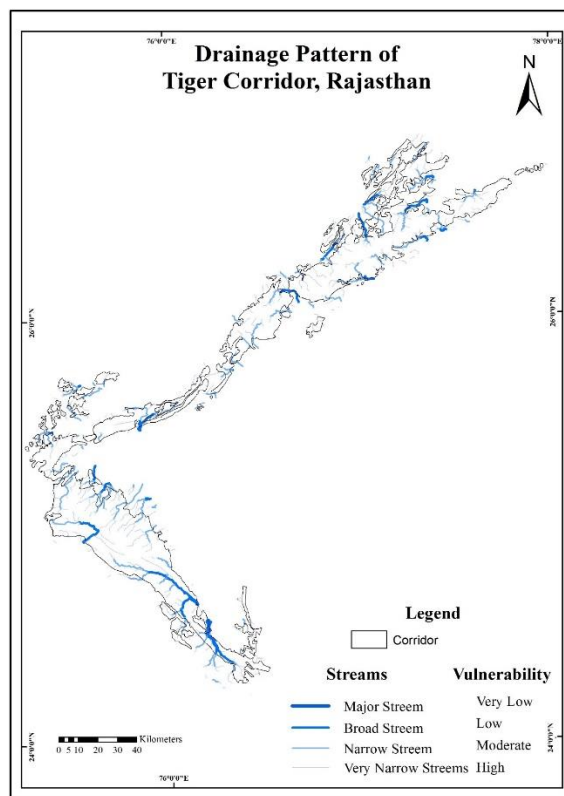 76°0'0"E
78°0'0"E
Drainage Pattern of
Tiger Corridor, Rajasthan
N
26°0'0"N
26°0'0"N
Legend
Corridor
Streams
Vulnerability
Major Streem
Very Low
Broad Streem
Low
Narrow Streem
Moderate
Very Narrow Streems
High
Kilometers
0 5 10 20 30 40
24°0'0"N
24°0'0"N
76°0'0"E